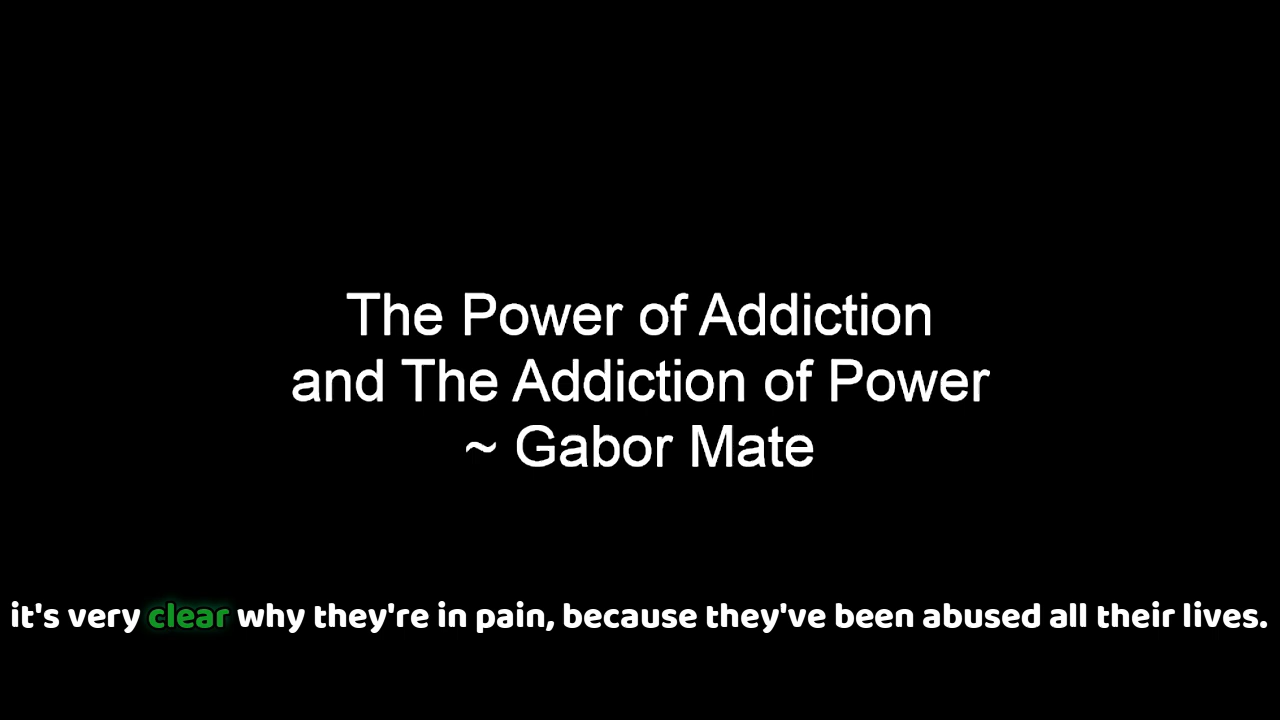 The Power of Addiction
and The Addiction of Power
~ Gabor Mate
it's very clear why they're in pain, because they've been abused all their lives.